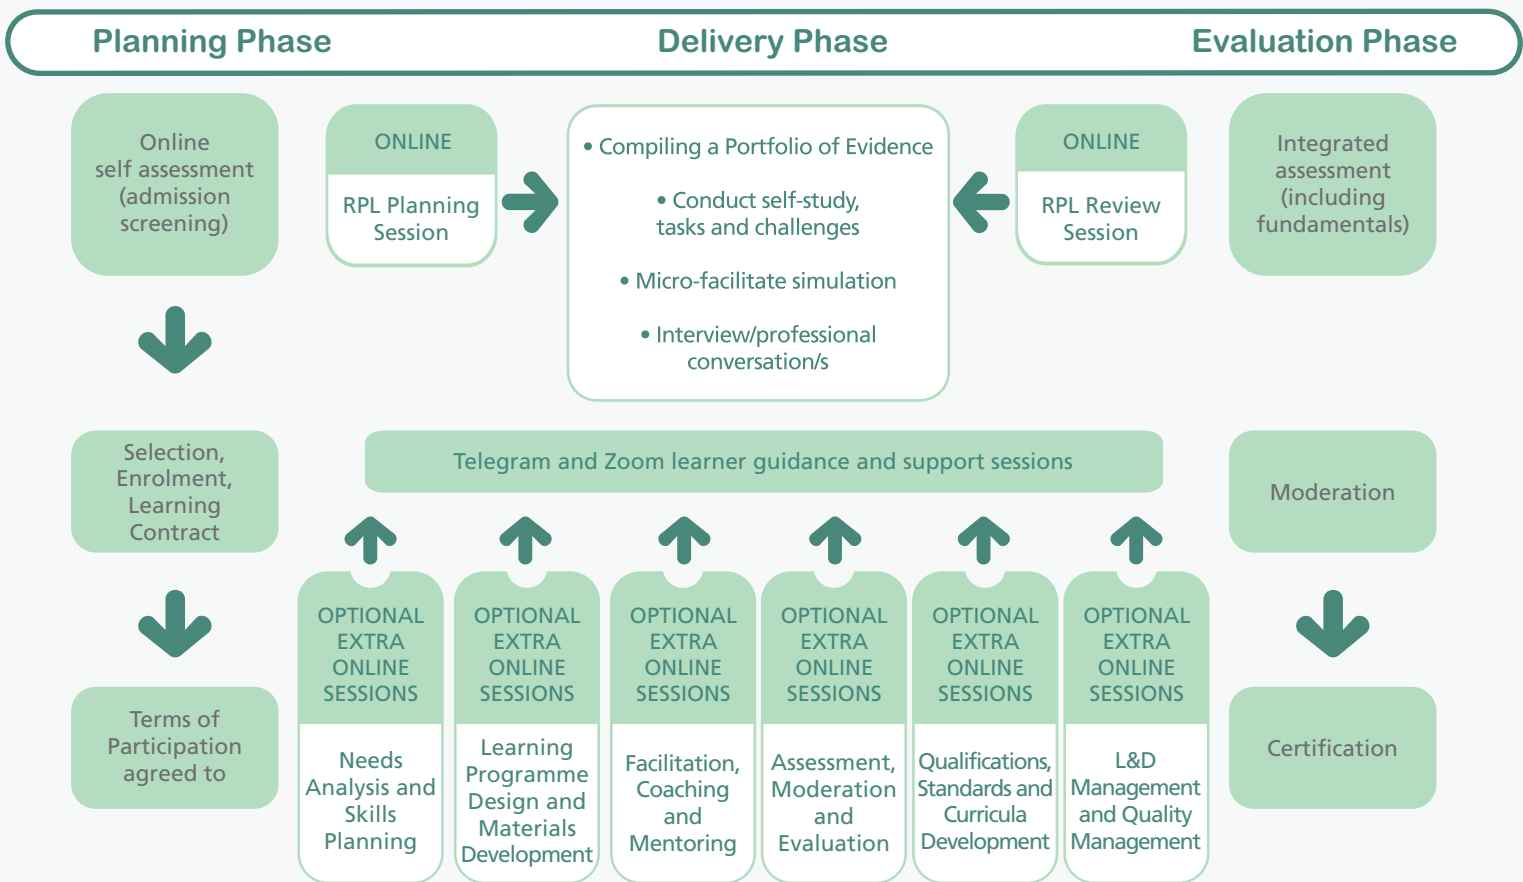 Planning Phase
Delivery Phase
Evaluation Phase
Online
self assessment
(admission
screening)
ONLINE
RPL Planning
Session
• Compiling a Portfolio of Evidence
• Conduct self-study,
tasks and challenges
• Micro-facilitate simulation
• Interview/professional
conversation/s
ONLINE
RPL Review
Session
Integrated
assessment
(including
fundamentals)
Selection,
Enrolment,
Learning
Contract
Telegram and Zoom learner guidance and support sessions
Moderation
Terms of
Participation
agreed to
OPTIONAL
EXTRA
ONLINE
SESSIONS
Needs
Analysis and
Skills
Planning
OPTIONAL
EXTRA
ONLINE
SESSIONS
Learning
Programme
Design and
Materials
Development
OPTIONAL
EXTRA
ONLINE
SESSIONS
Facilitation,
Coaching
and
Mentoring
OPTIONAL
EXTRA
ONLINE
SESSIONS
Assessment,
Moderation
and
Evaluation
OPTIONAL
EXTRA
ONLINE
SESSIONS
Qualifications,
Standards and
Curricula
Development
OPTIONAL
EXTRA
ONLINE
SESSIONS
L&D
Management
and Quality
Management
Certification